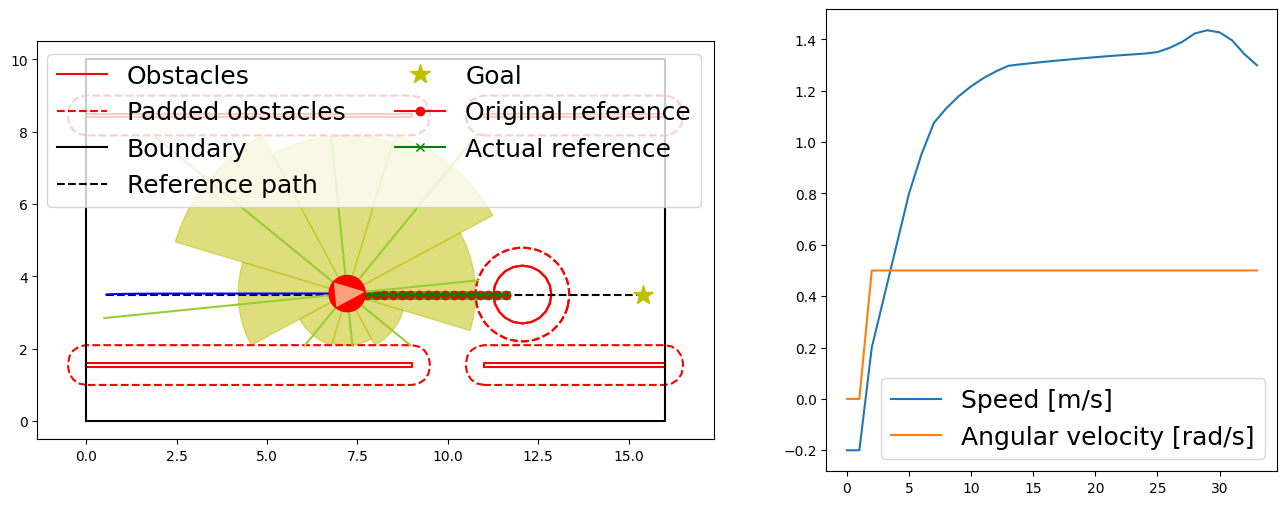 Obstacles
Padded obstacles
Boundary
Reference path
Goal
Original reference
Actual reference
10
8
6
4
2
0
0.0 2.5 5.0 7.5 10.0 12.5 15.0
1.4
1.2
1.0
0.8
0.6
0.4
0.2
0.0
−0.2
Speed [m/s]
Angular velocity [rad/s]
0 5 10 15 20 25 30